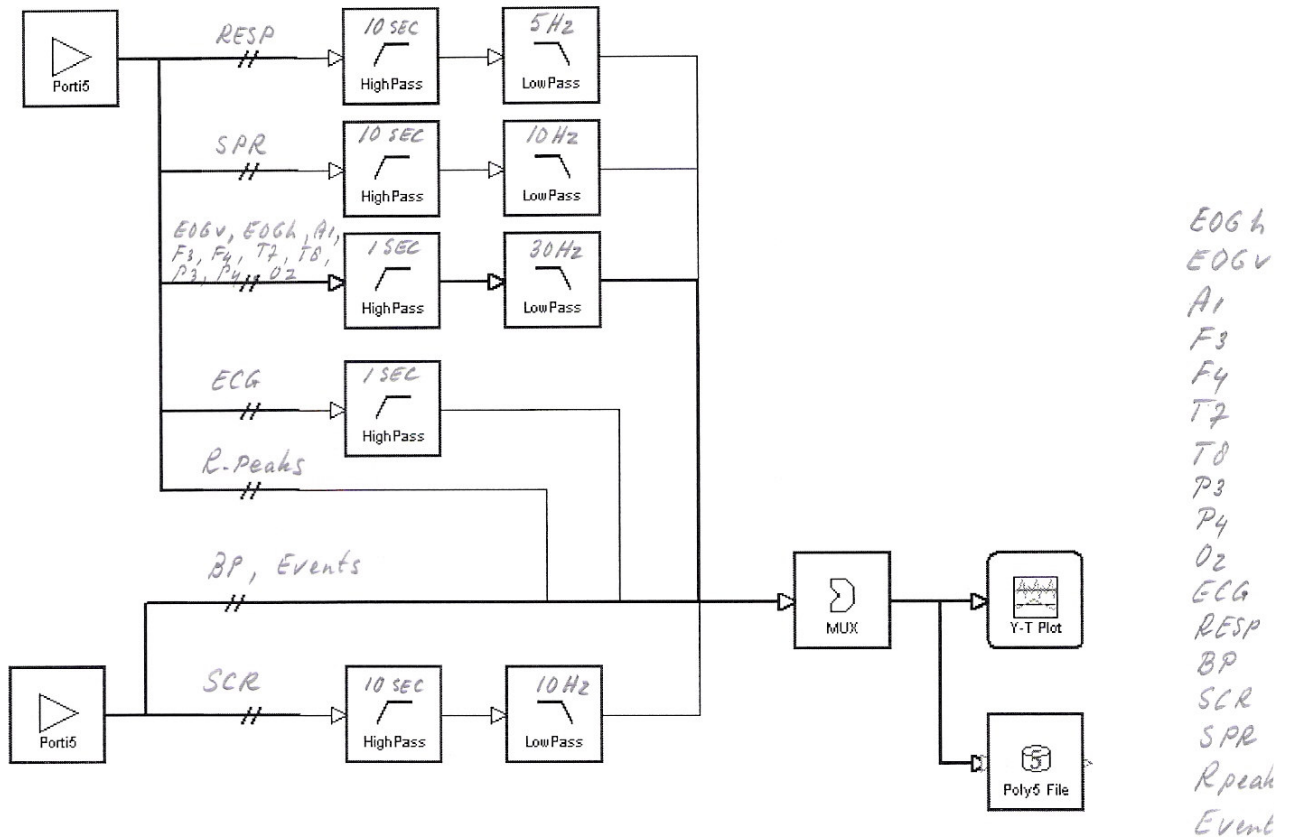 RESP
10 SEC
5 Hz
Porti5
HighPass
LowPass
SPR
10 SEC
10 Hz
HighPass
LowPass
EOGv, EOGh, A1,
F3, F4, T7, T8,
P3, P4, O2
1 SEC
30 Hz
HighPass
LowPass
ECG
1 SEC
HighPass
R-Peaks
BP, Events
MUX
Y-T Plot
SCR
10 SEC
10 Hz
Porti5
HighPass
LowPass
5
Poly5 File
EOGh
EOGv
A1
F3
F4
T7
T8
P3
P4
O2
ECG
RESP
BP
SCR
SPR
Rpeak
Event